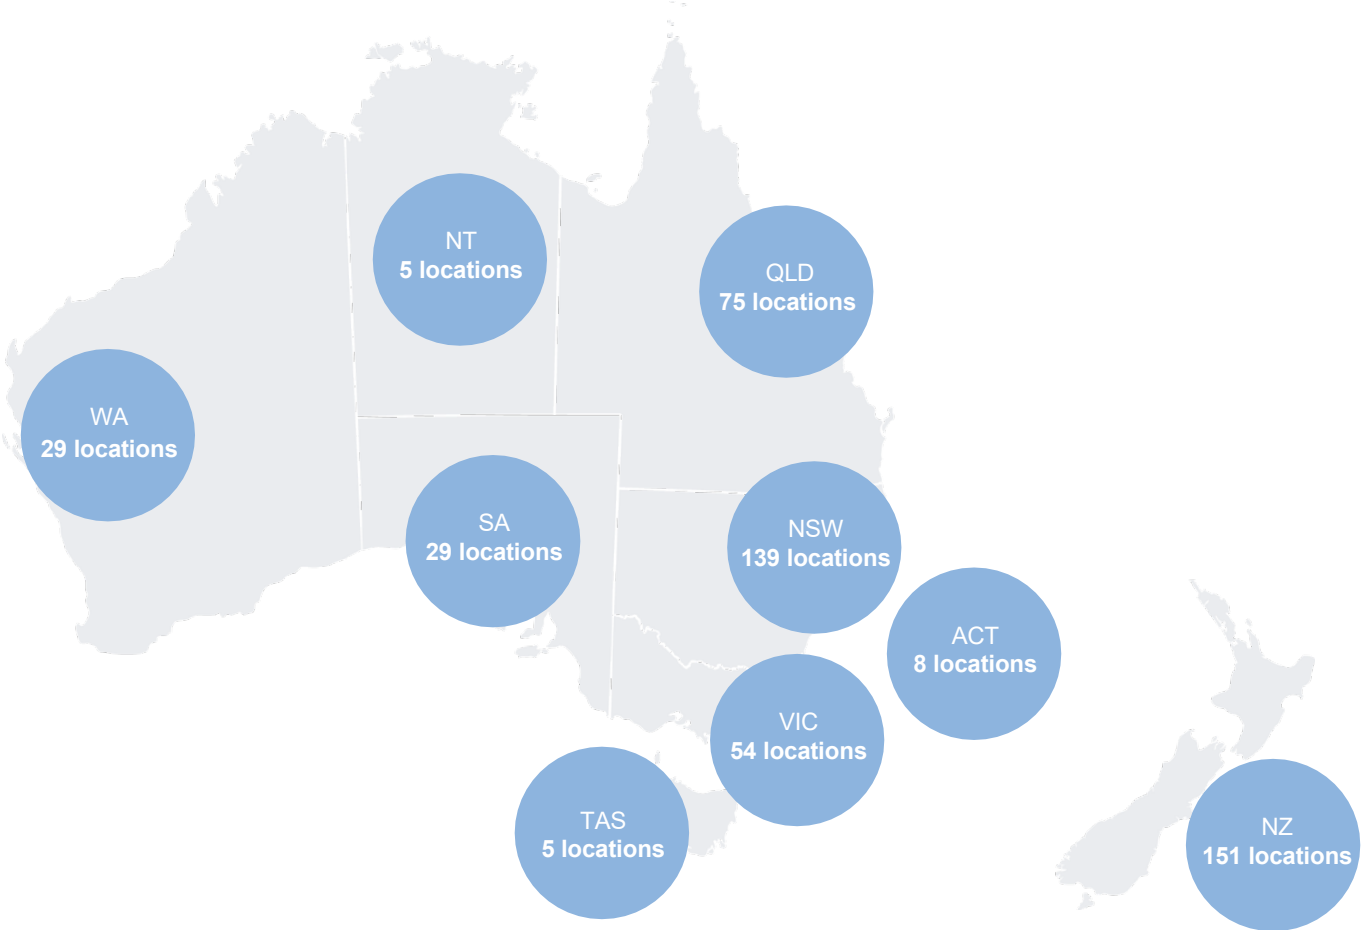 NT
5 locations
QLD
75 locations
WA
29 locations
SA
29 locations
NSW
139 locations
ACT
8 locations
VIC
54 locations
TAS
5 locations
NZ
151 locations